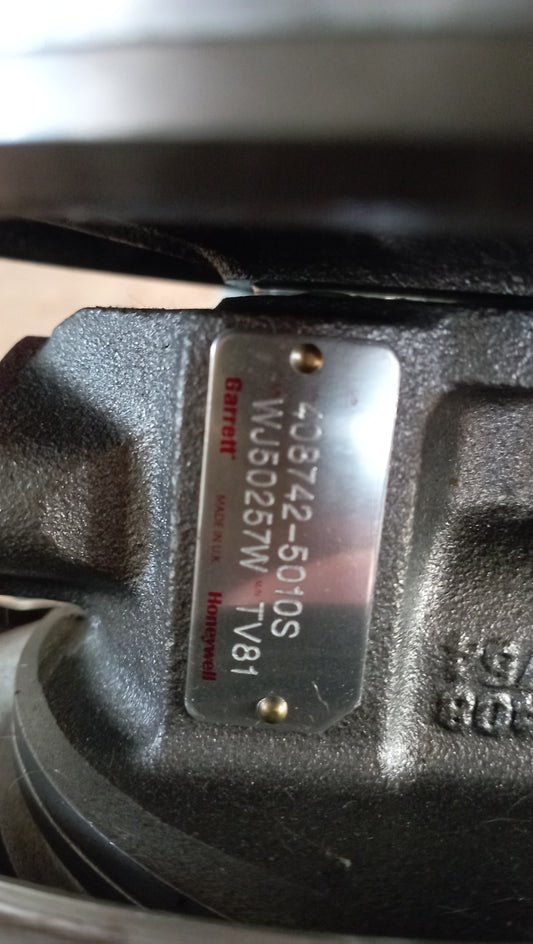 408742-5010S
WJ50257W TV81
M/N
Garrett MADE IN U.K. Honeywell